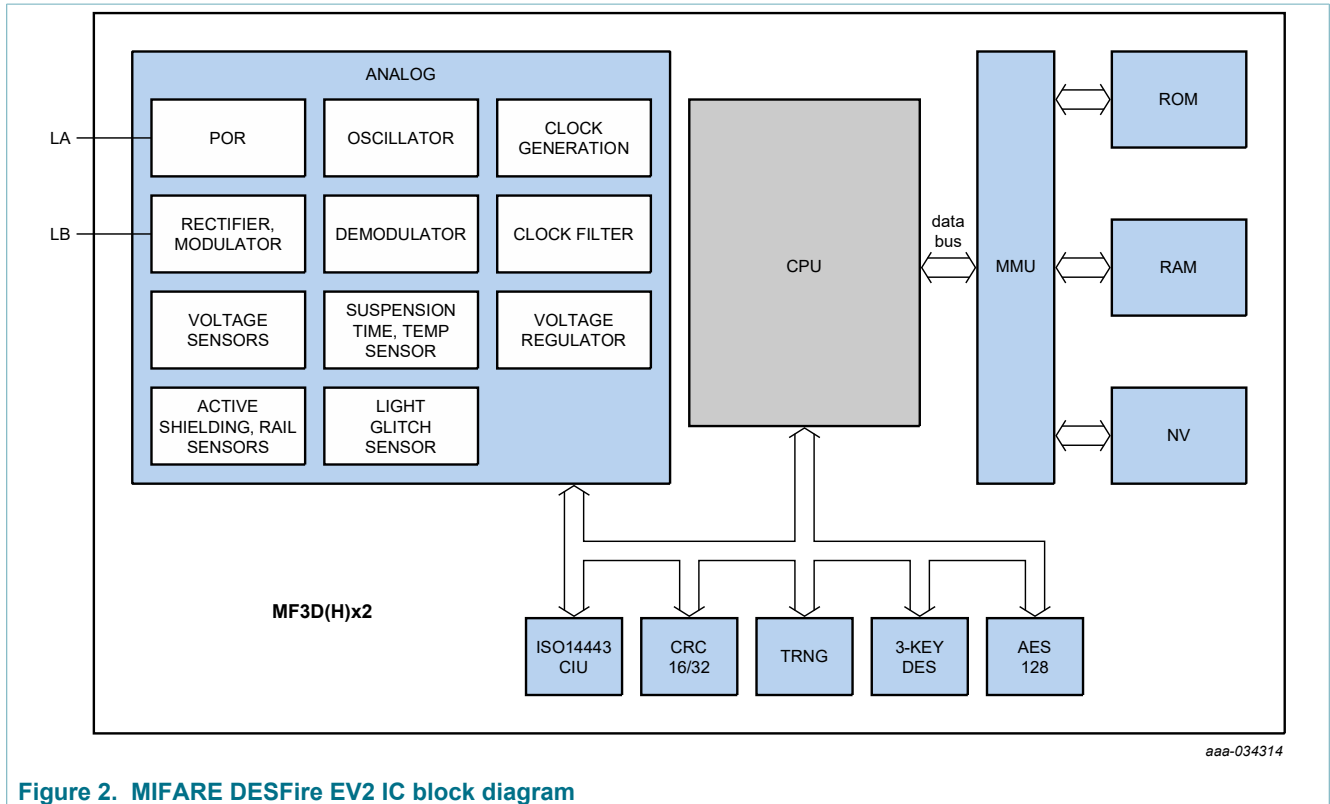 ANALOG
LA
POR
OSCILLATOR
CLOCK
GENERATION
LB
RECTIFIER,
MODULATOR
DEMODULATOR
CLOCK FILTER
VOLTAGE
SENSORS
SUSPENSION
TIME, TEMP
SENSOR
VOLTAGE
REGULATOR
ACTIVE
SHIELDING, RAIL
SENSORS
LIGHT
GLITCH
SENSOR
CPU
data
bus
MMU
ROM
RAM
NV
MF3D(H)x2
ISO14443
CIU
CRC
16/32
TRNG
3-KEY
DES
AES
128
aaa-034314
Figure 2. MIFARE DESFire EV2 IC block diagram